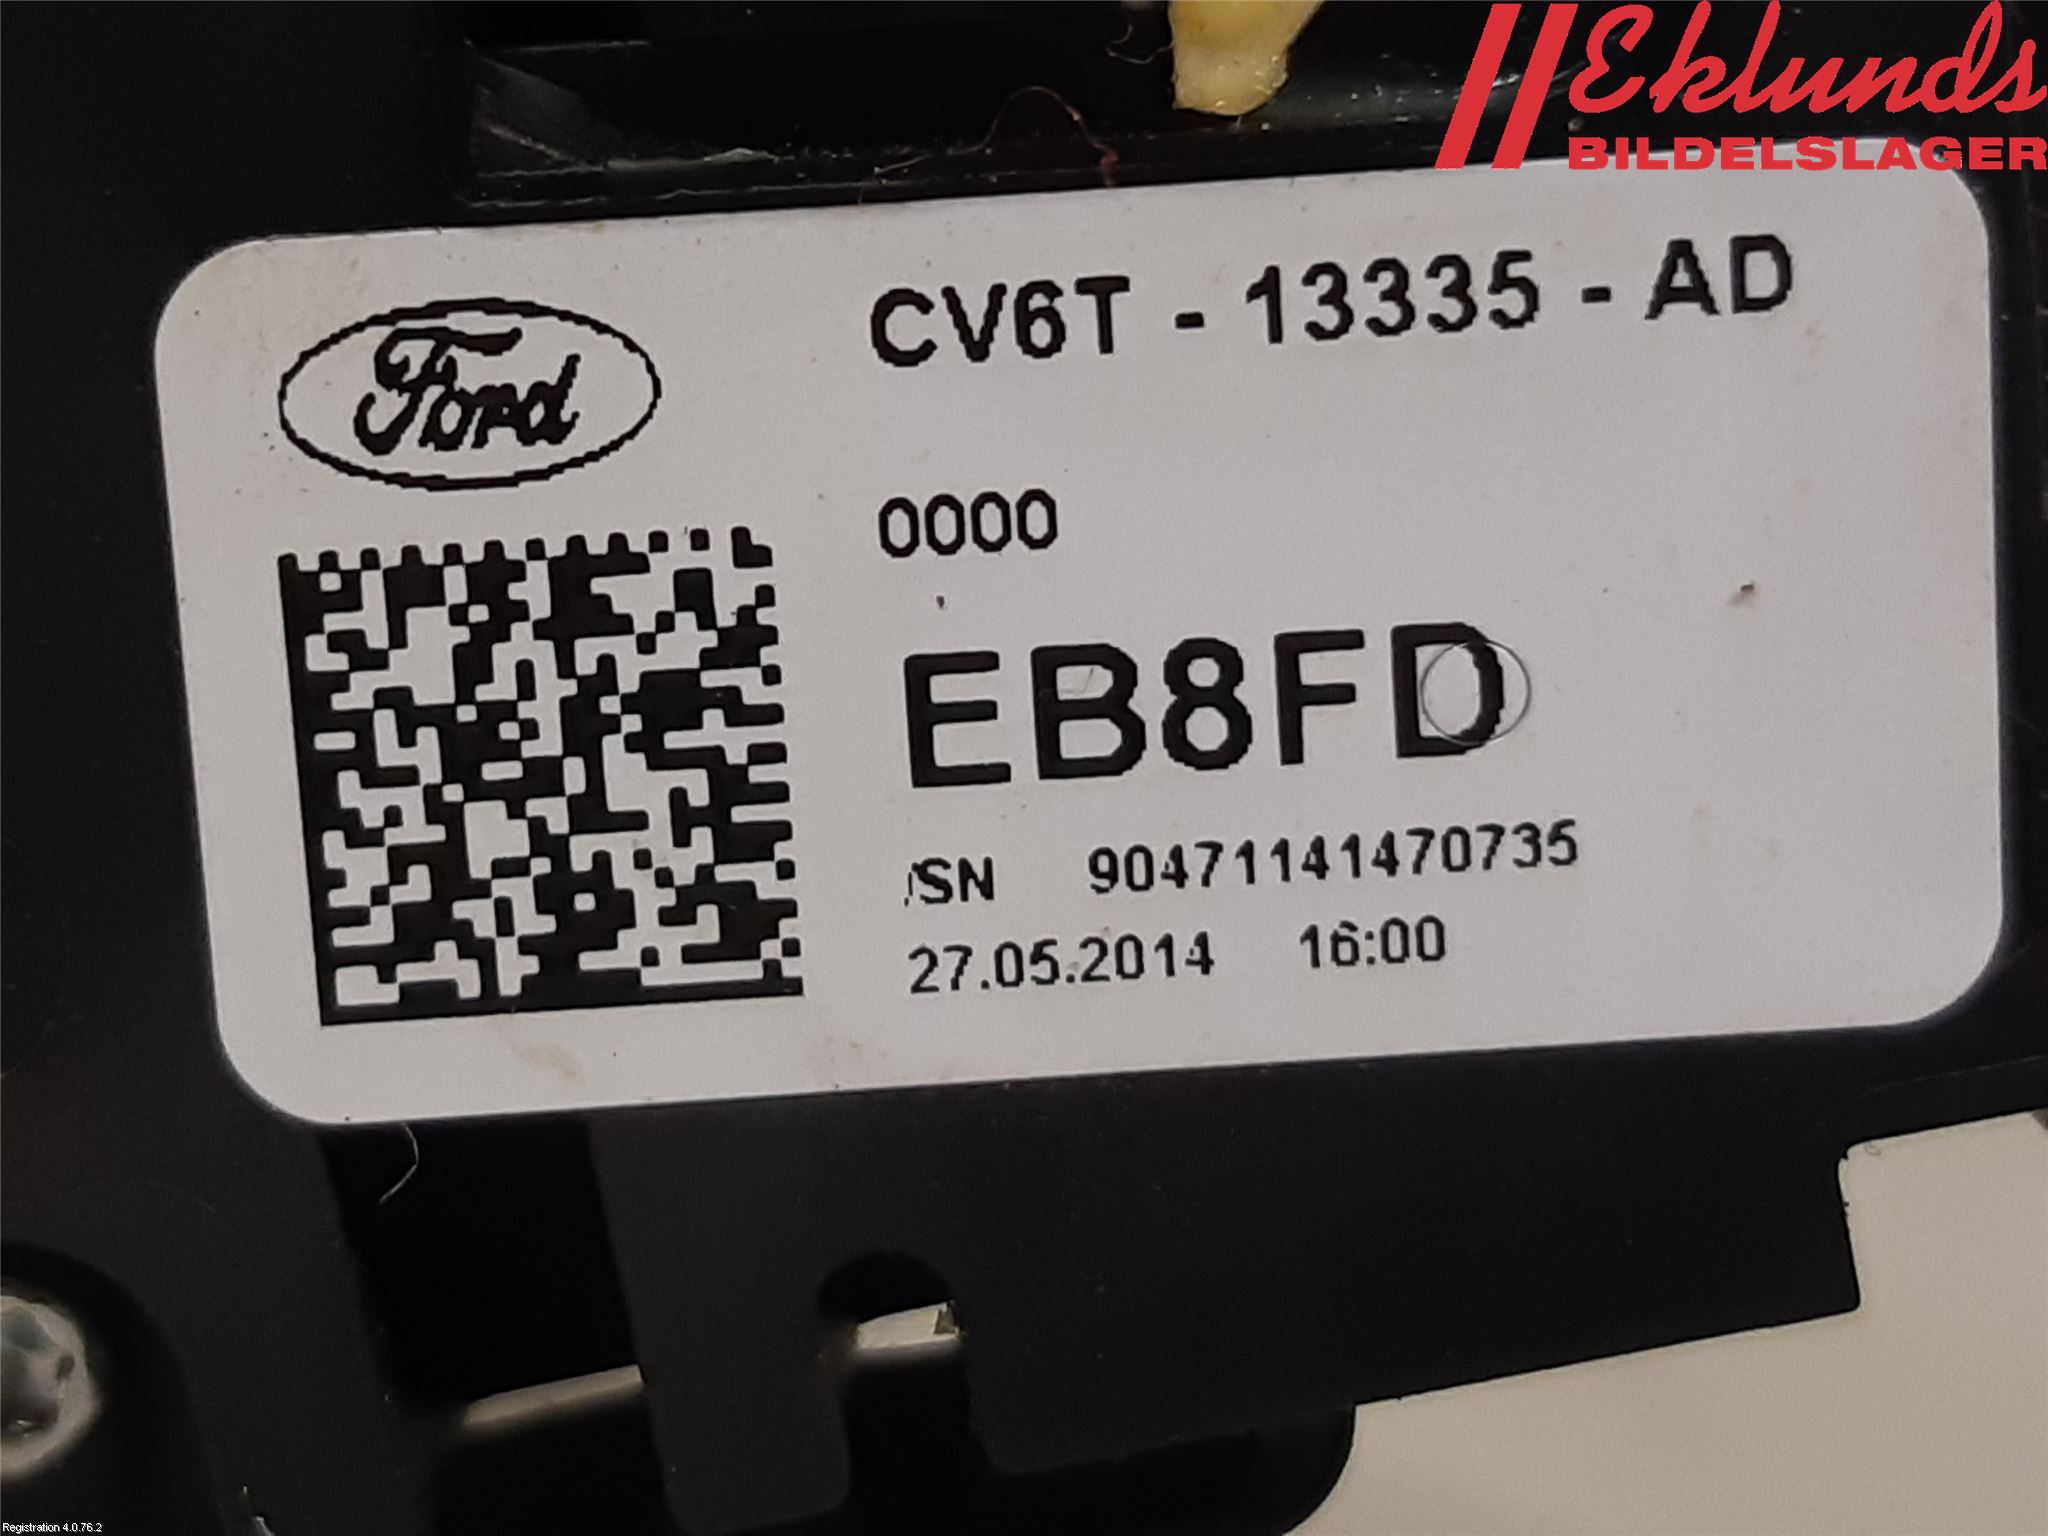 Eklunds
BILDELSLAGER
Ford
CV6T - 13335 - AD
0000
EB8FD
SN 90471141470735
27.05.2014 16:00
Registration 4.0.76.2